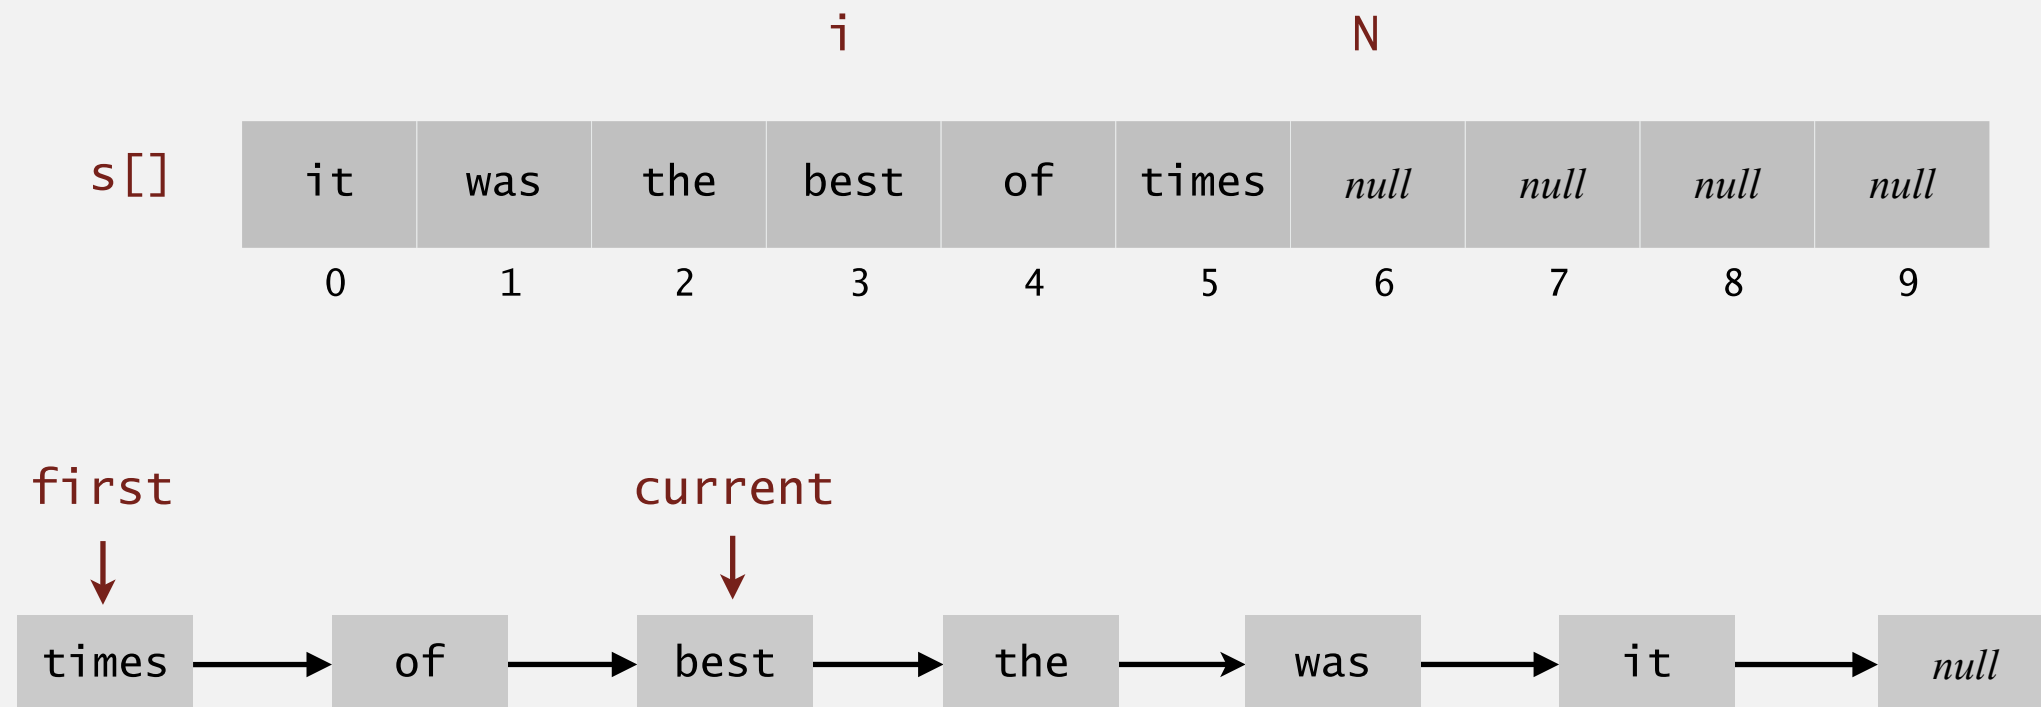 i N
s[] it was the best of times null null null null
0 1 2 3 4 5 6 7 8 9
first current
times of best the was it null